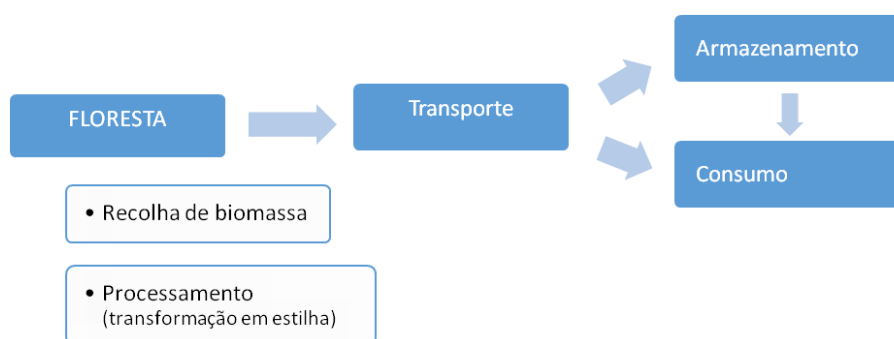 FLORESTA
• Recolha de biomassa
• Processamento
(transformação em estilha)
Transporte
Armazenamento
Consumo